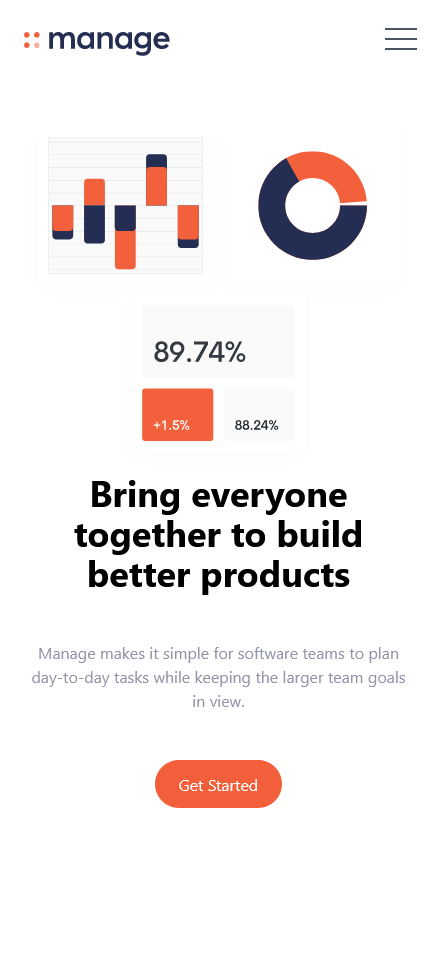 manage
89.74%
+1.5%
88.24%
Bring everyone
together to build
better products
Manage makes it simple for software teams to plan
day-to-day tasks while keeping the larger team goals
in view.
Get Started